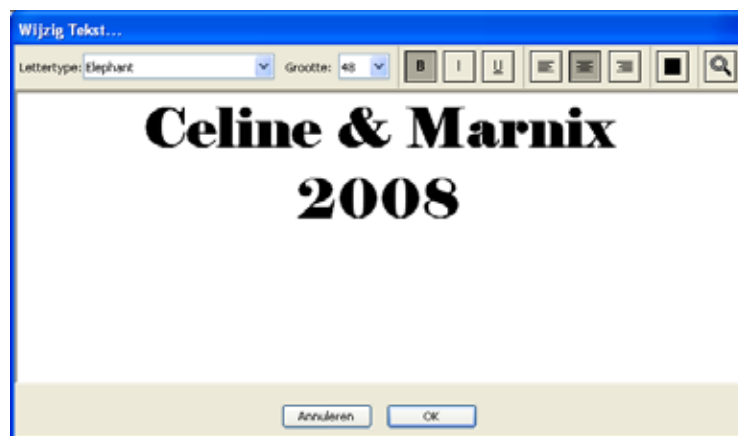 Wijzig Tekst...
Lettertype: Elephant Grootte: 48 B I U
Celine & Marnix
2008
Annuleren OK